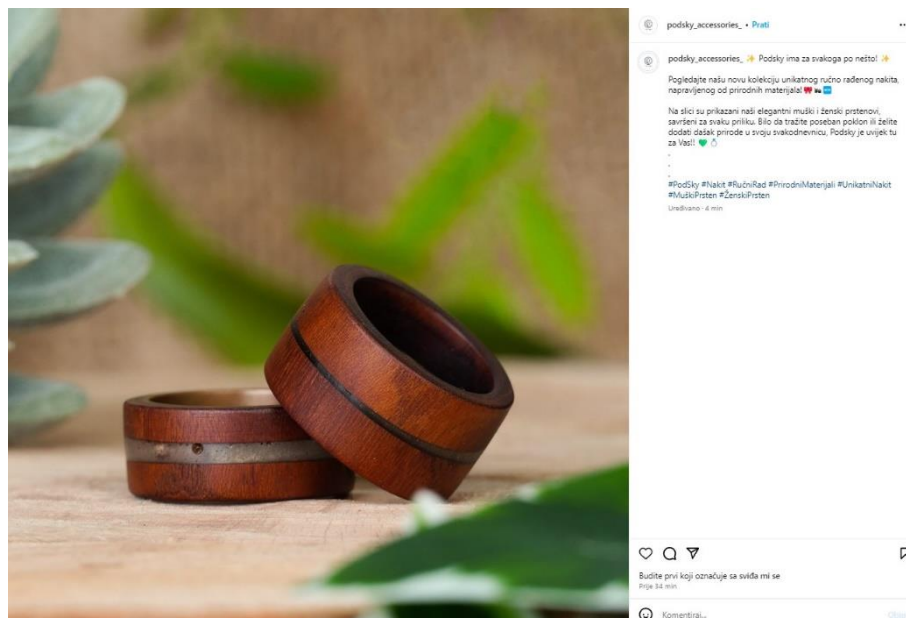 podsky_accessories_ • Prati
podsky_accessories_ ✨ Podsky ima za svakoga po nešto! ✨
Pogledajte našu novu kolekciju unikatnog ručno rađenog nakita,
napravljenog od prirodnih materijala!
Na slici su prikazani naši elegantni muški i ženski prstenovi,
savršeni za svaku priliku. Bilo da tražite poseban poklon ili želite
dodati dašak prirode u svoju svakodnevnicu, Podsky je uvijek tu
za Vas!! 💚 💍
.
.
.
#PodSky #Nakit #RučniRad #PrirodniMaterijali #UnikatniNakit
#MuškiPrsten #ŽenskiPrsten
Uređivano · 4 min
Budite prvi koji označuje sa sviđa mi se
Prije 34 min
Komentiraj...